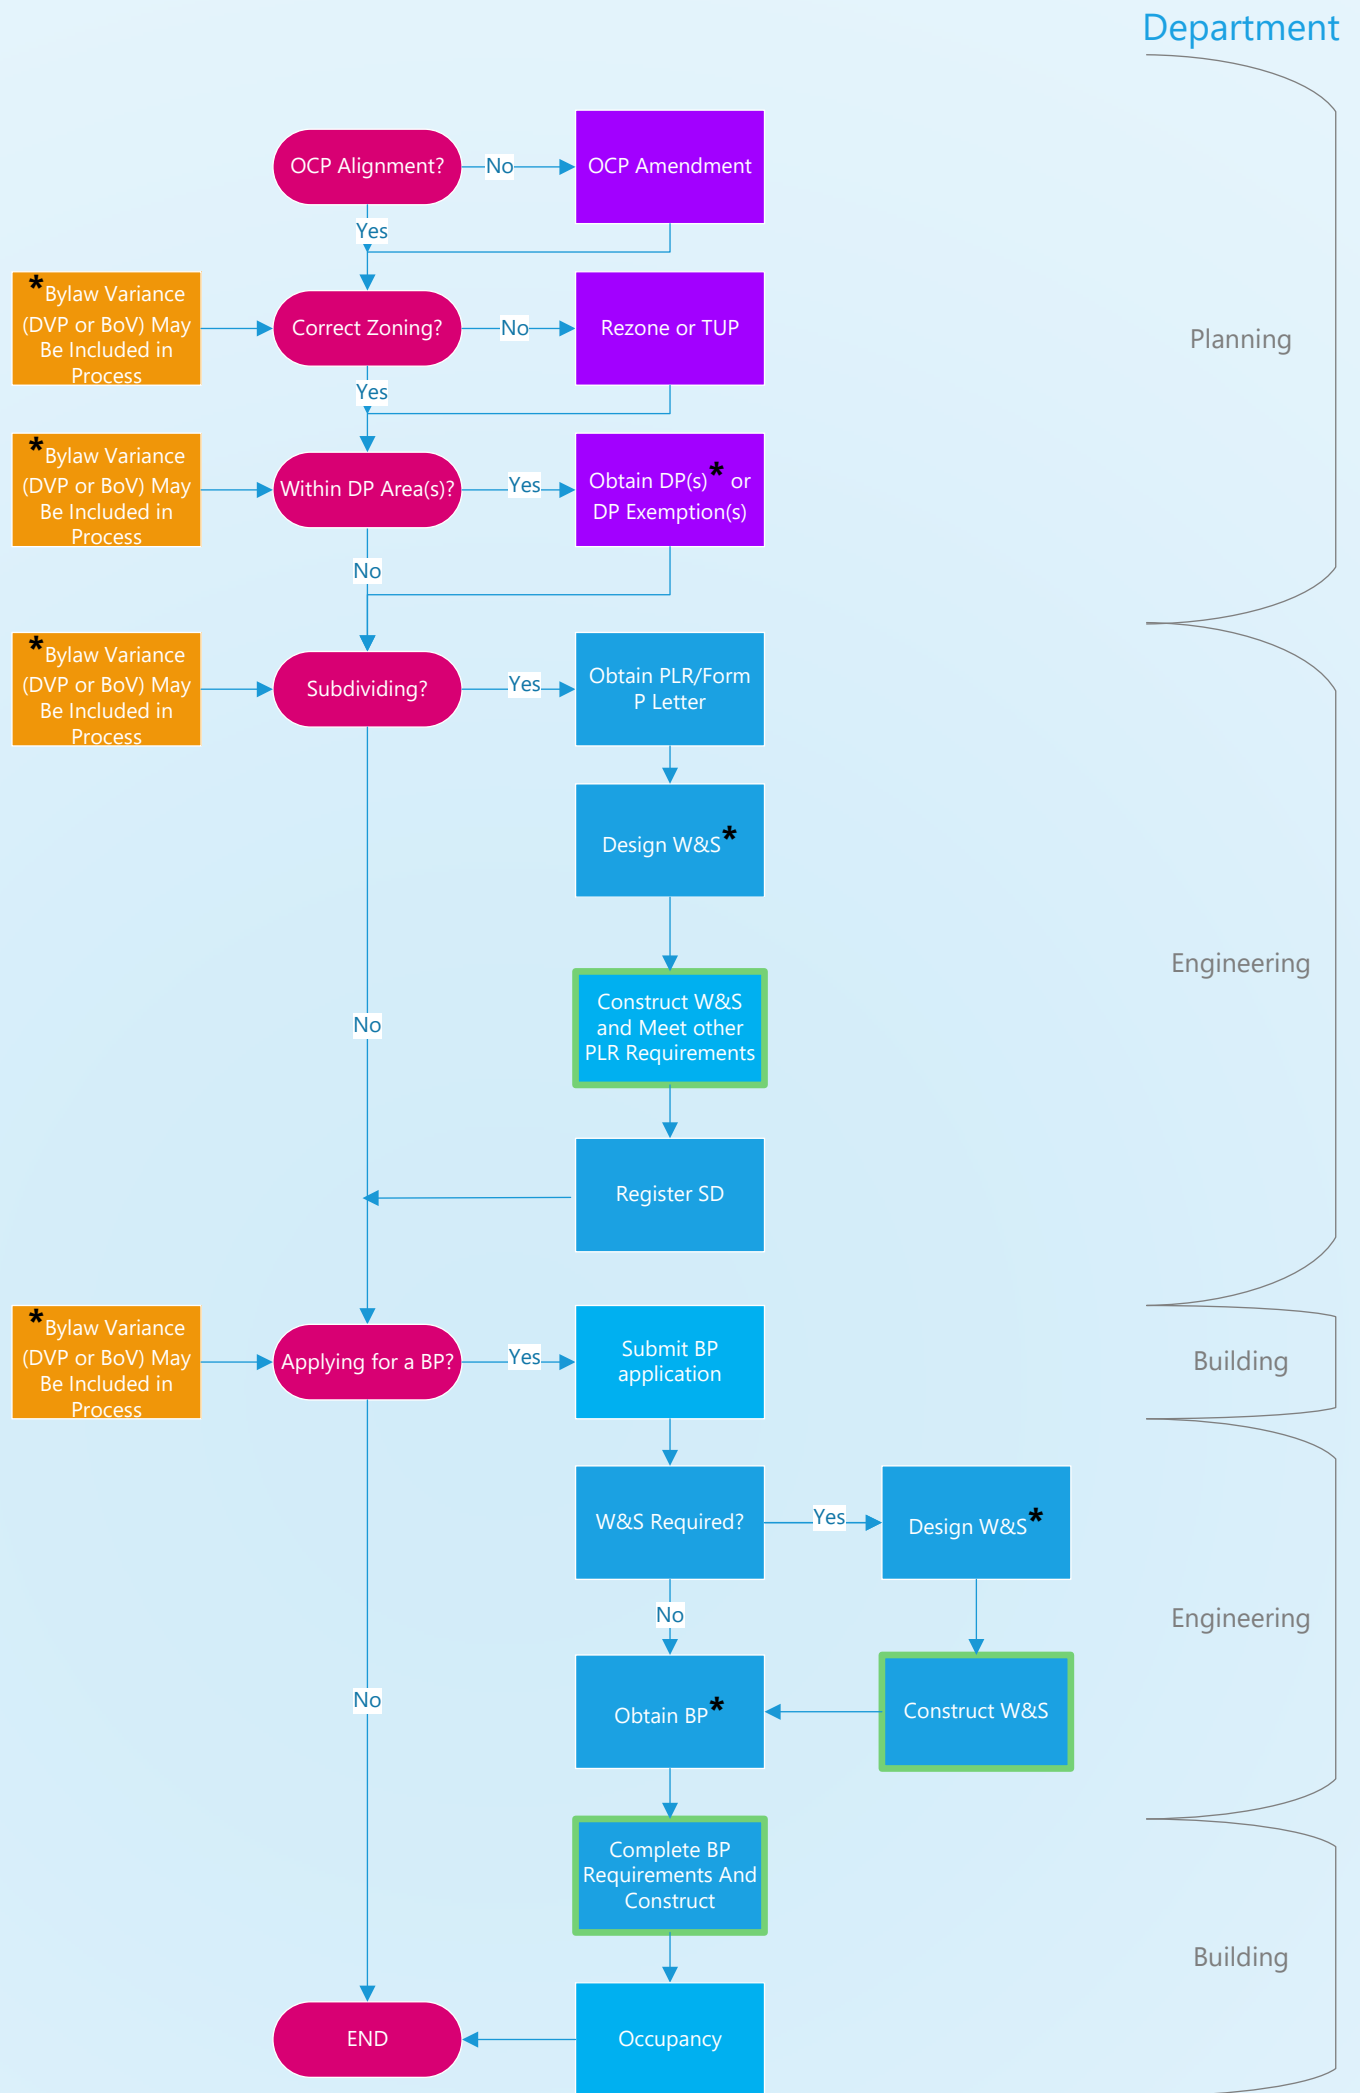 Department
OCP Alignment?
No
OCP Amendment
Yes
*Bylaw Variance
(DVP or BoV) May
Be Included in
Process
Correct Zoning?
No
Rezone or TUP
Planning
Yes
*Bylaw Variance
(DVP or BoV) May
Be Included in
Process
Within DP Area(s)?
Yes
Obtain DP(s)* or
DP Exemption(s)
No
*Bylaw Variance
(DVP or BoV) May
Be Included in
Process
Subdividing?
Yes
Obtain PLR/Form
P Letter
Design W&S*
Engineering
No
Construct W&S
and Meet other
PLR Requirements
Register SD
*Bylaw Variance
(DVP or BoV) May
Be Included in
Process
Applying for a BP?
Yes
Submit BP
application
Building
W&S Required?
Yes
Design W&S*
No
Engineering
No
Obtain BP*
Construct W&S
Complete BP
Requirements And
Construct
Building
END
Occupancy